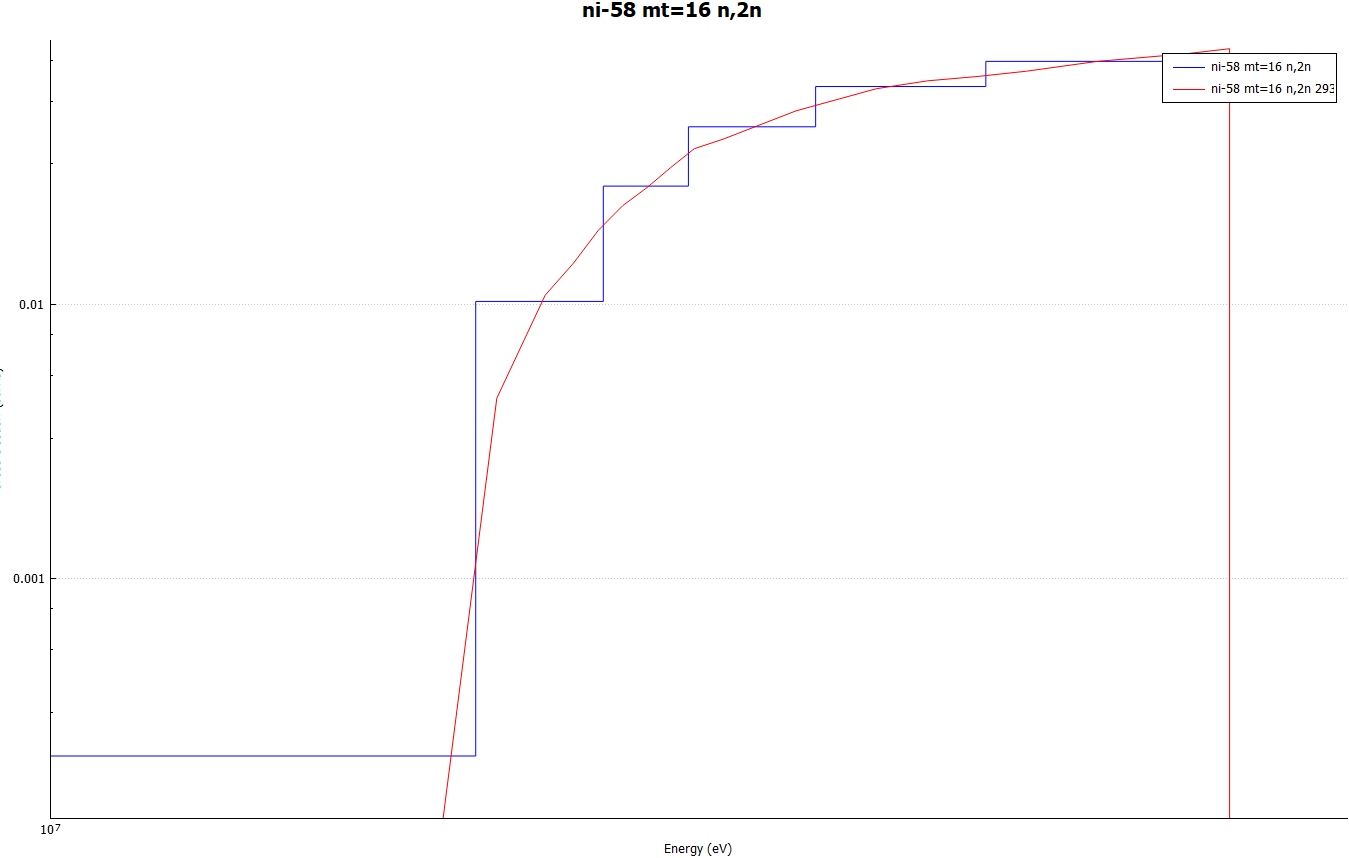 ni-58 mt=16 n,2n
ni-58 mt=16 n,2n
ni-58 mt=16 n,2n 293
0.01
0.001
10⁷
Energy (eV)